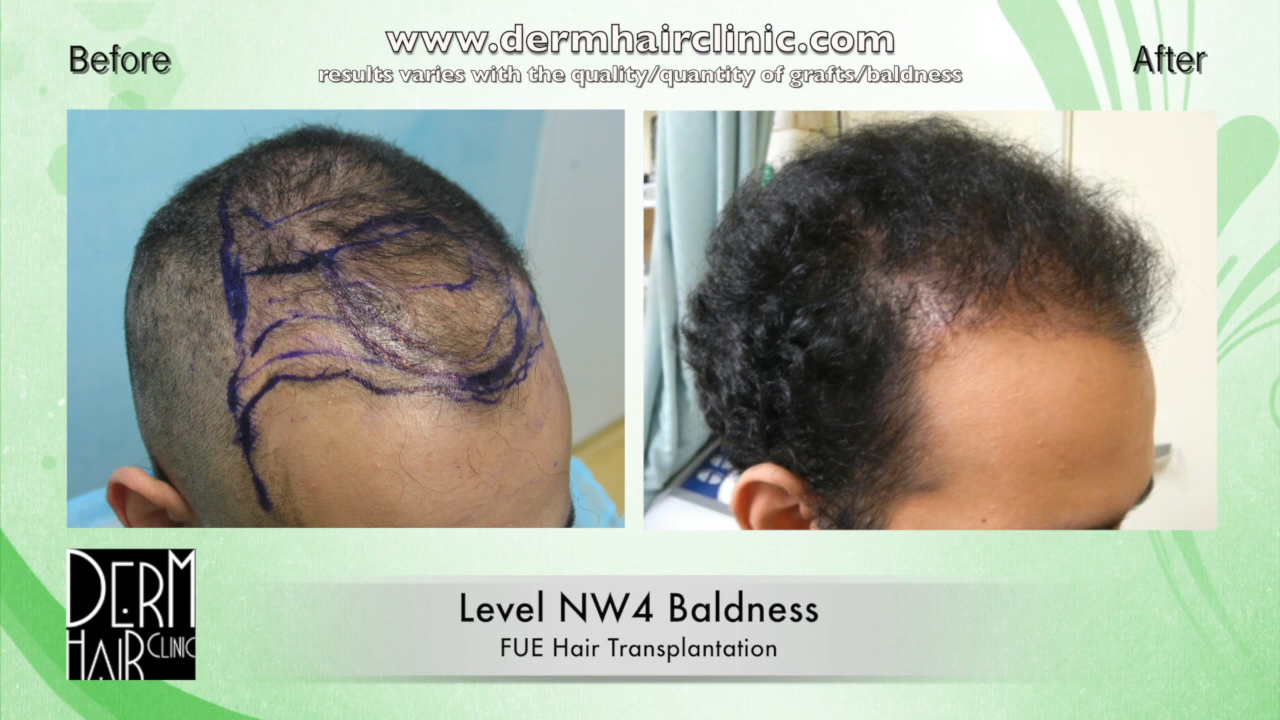 Before
www.dermhairclinic.com
results varies with the quality/quantity of grafts/baldness
After
DERM
HAIR CLINIC
Level NW4 Baldness
FUE Hair Transplantation